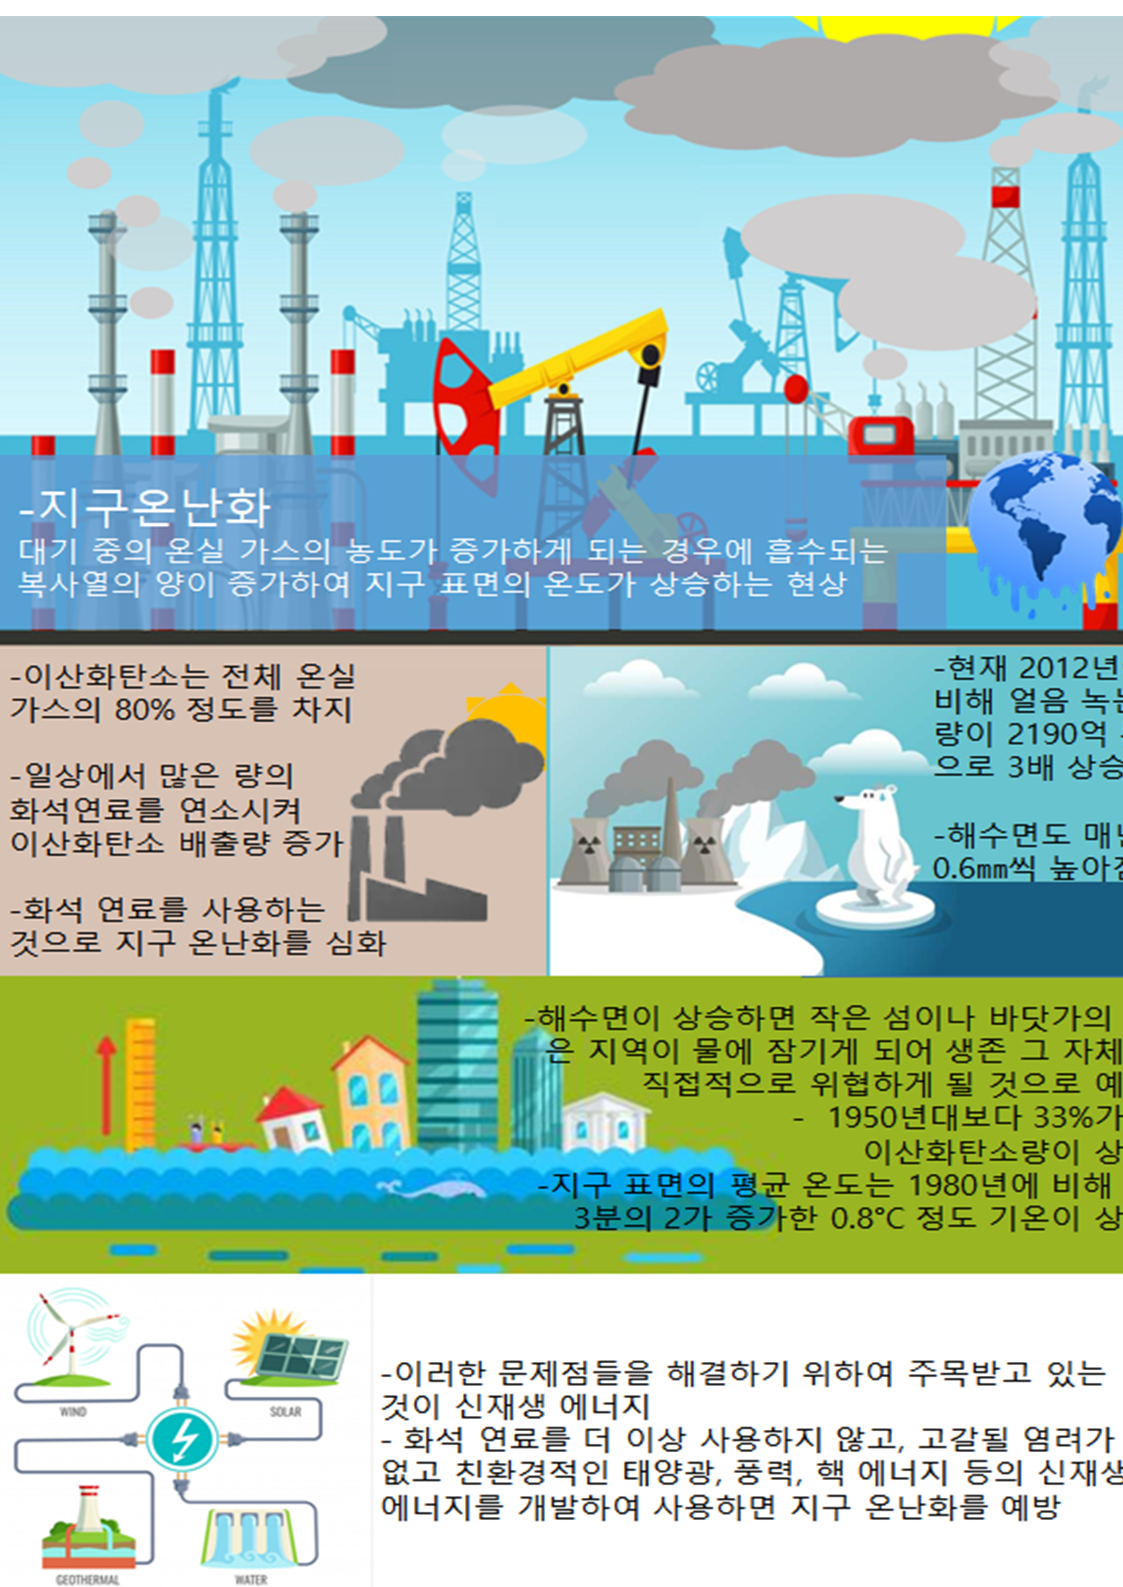 -지구온난화
대기 중의 온실 가스의 농도가 증가하게 되는 경우에 흡수되는
복사열의 양이 증가하여 지구 표면의 온도가 상승하는 현상
-이산화탄소는 전체 온실
가스의 80% 정도를 차지
-일상에서 많은 량의
화석연료를 연소시켜
이산화탄소 배출량 증가
-화석 연료를 사용하는
것으로 지구 온난화를 심화
-현재 2012년
비해 얼음 녹는
량이 2190억
으로 3배 상승
-해수면도 매년
0.6mm씩 높아
-해수면이 상승하면 작은 섬이나 바닷가의
은 지역이 물에 잠기게 되어 생존 그 자체
직접적으로 위협하게 될 것으로 예
- 1950년대보다 33%가
이산화탄소량이 상
-지구 표면의 평균 온도는 1980년에 비해
3분의 2가 증가한 0.8°C 정도 기온이 상
WIND
SOLAR
GEOTHERMAL
WATER
-이러한 문제점들을 해결하기 위하여 주목받고 있는
것이 신재생 에너지
- 화석 연료를 더 이상 사용하지 않고, 고갈될 염려가
없고 친환경적인 태양광, 풍력, 핵 에너지 등의 신재생
에너지를 개발하여 사용하면 지구 온난화를 예방